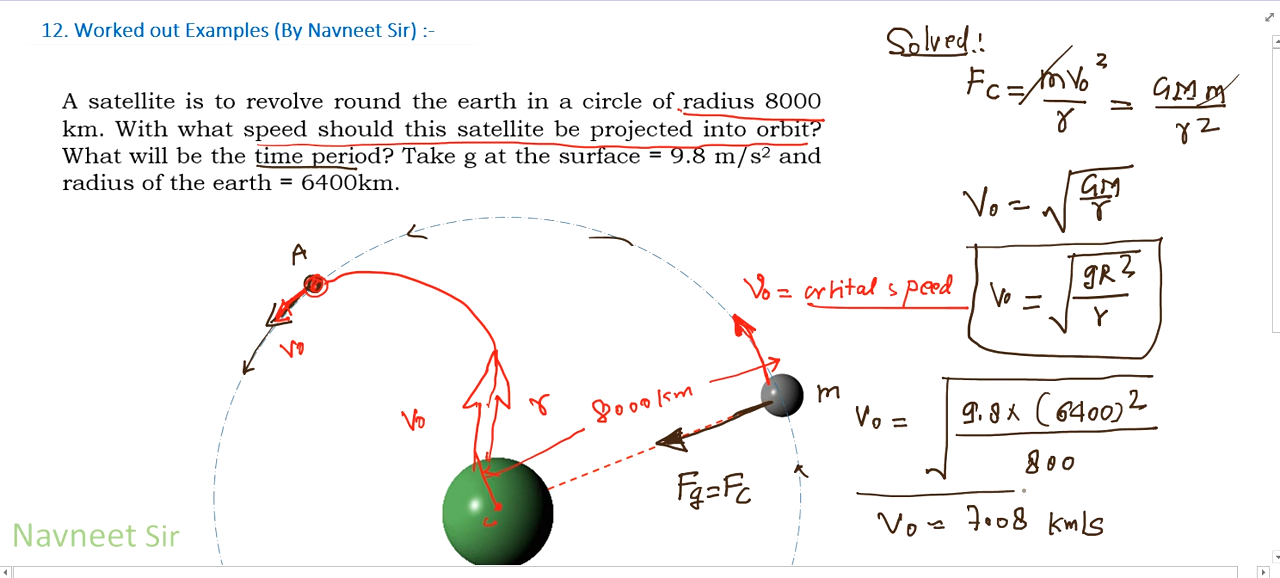 12. Worked out Examples (By Navneet Sir) :-
A satellite is to revolve round the earth in a circle of radius 8000
km. With what speed should this satellite be projected into orbit?
What will be the time period? Take g at the surface = 9.8 m/s² and
radius of the earth = 6400km.
Solved:
Fc = mV₀²/r = GMm/r²
V₀ = √(GM/r)
V₀ = √(gR²/r)
V₀ = orbital speed
V₀ = √(9.8 x (6400)²/800)
V₀ = 7.08 km/s
A
V₀
V₀
r
8000 km
m
Fg=Fc
Navneet Sir